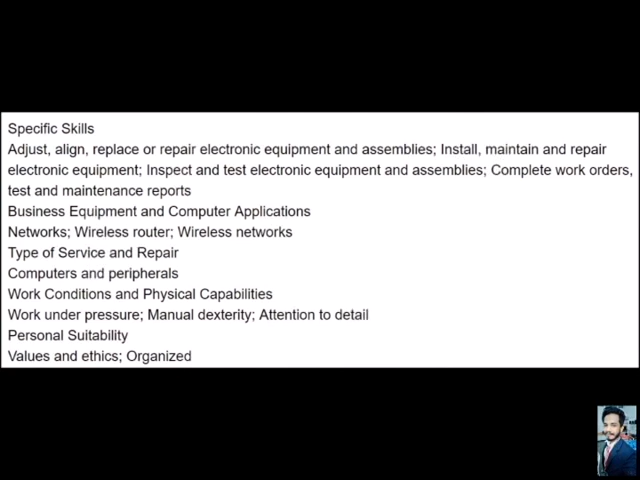 Specific Skills
Adjust, align, replace or repair electronic equipment and assemblies; Install, maintain and repair
electronic equipment; Inspect and test electronic equipment and assemblies; Complete work orders,
test and maintenance reports
Business Equipment and Computer Applications
Networks; Wireless router; Wireless networks
Type of Service and Repair
Computers and peripherals
Work Conditions and Physical Capabilities
Work under pressure; Manual dexterity; Attention to detail
Personal Suitability
Values and ethics; Organized